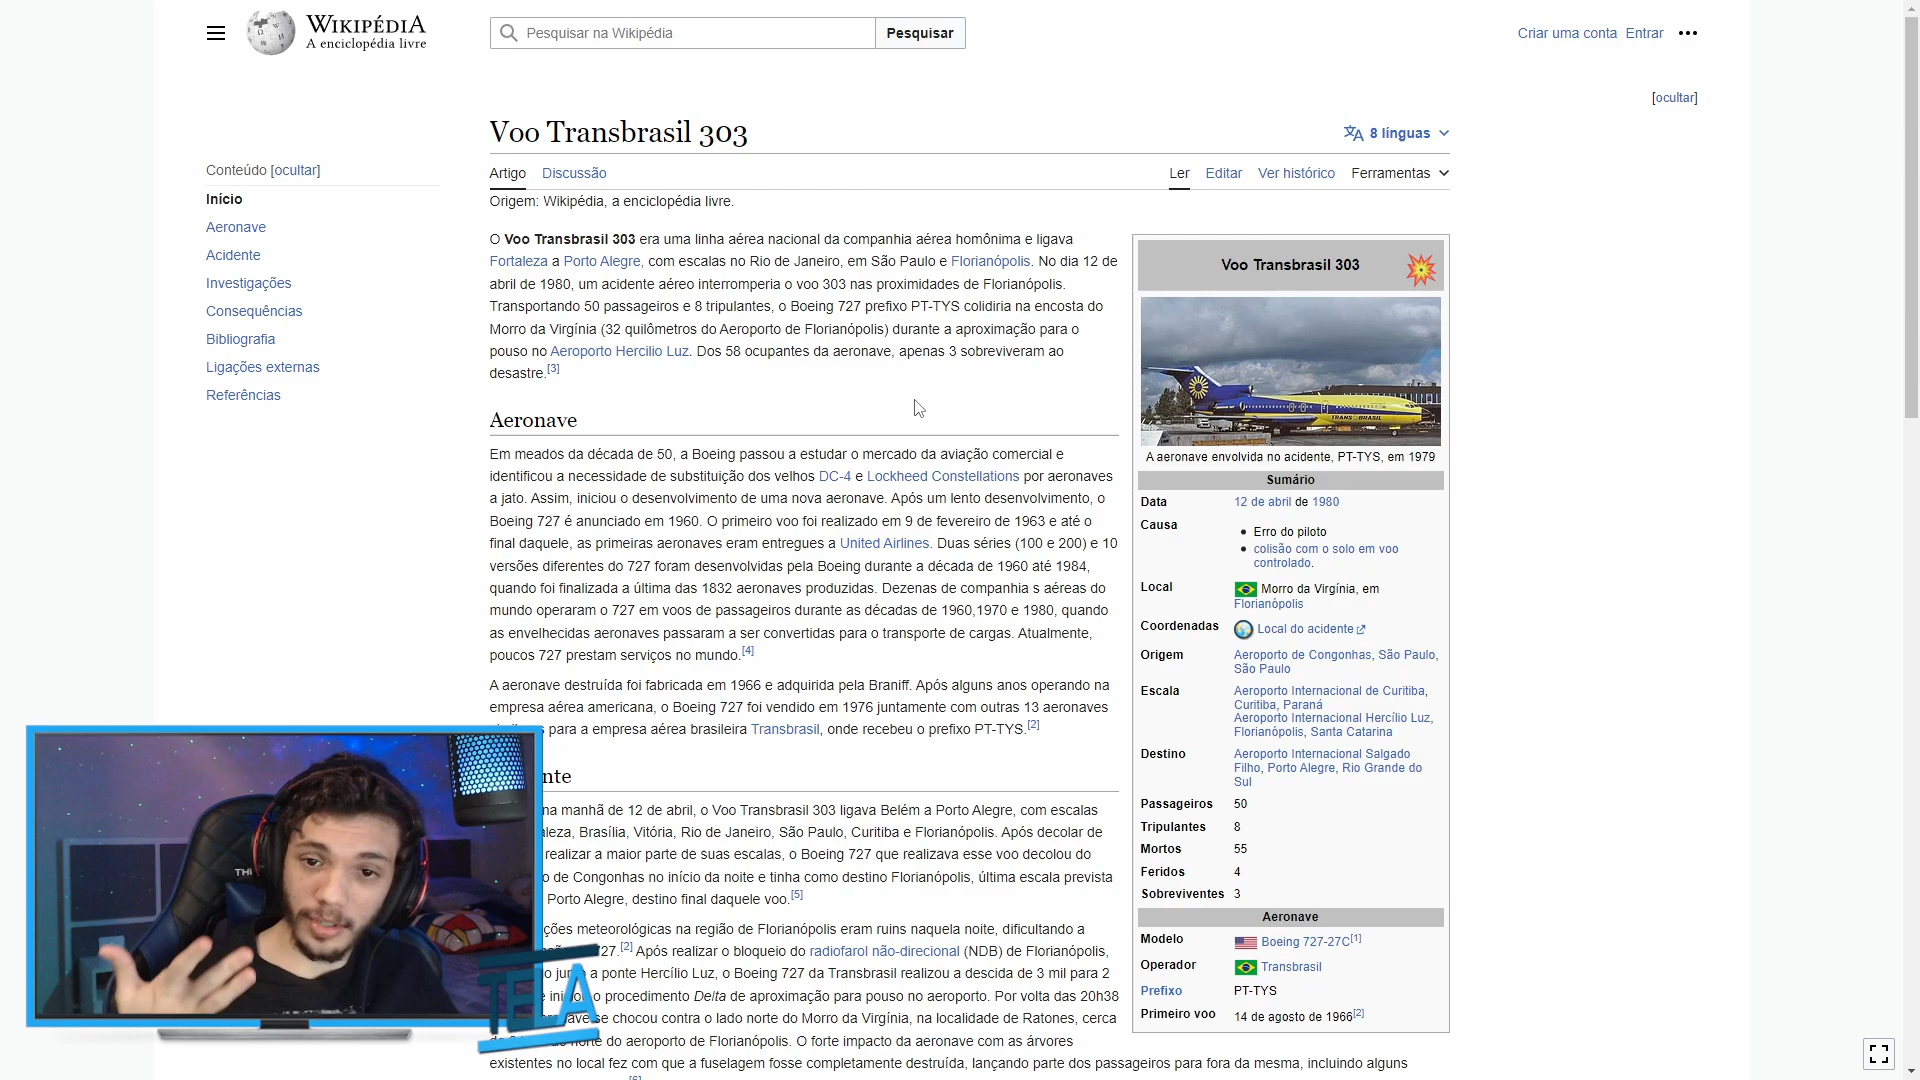 WIKIPÉDIA
A enciclopédia livre
Pesquisar na Wikipédia
Pesquisar
Criar uma conta Entrar
[ocultar]
Voo Transbrasil 303
8 línguas
Conteúdo [ocultar]
Início
Aeronave
Acidente
Investigações
Consequências
Bibliografia
Ligações externas
Referências
Artigo Discussão
Ler Editar Ver histórico Ferramentas
Origem: Wikipédia, a enciclopédia livre.
O Voo Transbrasil 303 era uma linha aérea nacional da companhia aérea homônima e ligava
Fortaleza a Porto Alegre, com escalas no Rio de Janeiro, em São Paulo e Florianópolis. No dia 12 de
abril de 1980, um acidente aéreo interromperia o voo 303 nas proximidades de Florianópolis.
Transportando 50 passageiros e 8 tripulantes, o Boeing 727 prefixo PT-TYS colidiria na encosta do
Morro da Virgínia (32 quilômetros do Aeroporto de Florianópolis) durante a aproximação para o
pouso no Aeroporto Hercilio Luz. Dos 58 ocupantes da aeronave, apenas 3 sobreviveram ao
desastre.[3]
Aeronave
Em meados da década de 50, a Boeing passou a estudar o mercado da aviação comercial e
identificou a necessidade de substituição dos velhos DC-4 e Lockheed Constellations por aeronaves
a jato. Assim, iniciou o desenvolvimento de uma nova aeronave. Após um lento desenvolvimento, o
Boeing 727 é anunciado em 1960. O primeiro voo foi realizado em 9 de fevereiro de 1963 e até o
final daquele, as primeiras aeronaves eram entregues a United Airlines. Duas séries (100 e 200) e 10
versões diferentes do 727 foram desenvolvidas pela Boeing durante a década de 1960 até 1984,
quando foi finalizada a última das 1832 aeronaves produzidas. Dezenas de companhia s aéreas do
mundo operaram o 727 em voos de passageiros durante as décadas de 1960,1970 e 1980, quando
as envelhecidas aeronaves passaram a ser convertidas para o transporte de cargas. Atualmente,
poucos 727 prestam serviços no mundo.[4]
A aeronave destruída foi fabricada em 1966 e adquirida pela Braniff. Após alguns anos operando na
empresa aérea americana, o Boeing 727 foi vendido em 1976 juntamente com outras 13 aeronaves
para a empresa aérea brasileira Transbrasil, onde recebeu o prefixo PT-TYS.[2]
nte
na manhã de 12 de abril, o Voo Transbrasil 303 ligava Belém a Porto Alegre, com escalas
leza, Brasília, Vitória, Rio de Janeiro, São Paulo, Curitiba e Florianópolis. Após decolar de
realizar a maior parte de suas escalas, o Boeing 727 que realizava esse voo decolou do
o de Congonhas no início da noite e tinha como destino Florianópolis, última escala prevista
Porto Alegre, destino final daquele voo.[5]
ções meteorológicas na região de Florianópolis eram ruins naquela noite, dificultando a
727.[2] Após realizar o bloqueio do radiofarol não-direcional (NDB) de Florianópolis,
a ponte Hercílio Luz, o Boeing 727 da Transbrasil realizou a descida de 3 mil para 2
o procedimento Delta de aproximação para pouso no aeroporto. Por volta das 20h38
se chocou contra o lado norte do Morro da Virgínia, na localidade de Ratones, cerca
norte do aeroporto de Florianópolis. O forte impacto da aeronave com as árvores
existentes no local fez com que a fuselagem fosse completamente destruída, lançando parte dos passageiros para fora da mesma, incluindo alguns
[6]
Voo Transbrasil 303
TRANSBRASIL
A aeronave envolvida no acidente, PT-TYS, em 1979
Sumário
Data 12 de abril de 1980
Causa
Erro do piloto
colisão com o solo em voo
controlado.
Local Morro da Virgínia, em
Florianópolis
Coordenadas Local do acidente
Origem Aeroporto de Congonhas, São Paulo,
São Paulo
Escala Aeroporto Internacional de Curitiba,
Curitiba, Paraná
Aeroporto Internacional Hercílio Luz,
Florianópolis, Santa Catarina
Destino Aeroporto Internacional Salgado
Filho, Porto Alegre, Rio Grande do
Sul
Passageiros 50
Tripulantes 8
Mortos 55
Feridos 4
Sobreviventes 3
Aeronave
Modelo Boeing 727-27C[1]
Operador Transbrasil
Prefixo PT-TYS
Primeiro voo 14 de agosto de 1966[2]
TH
TELA